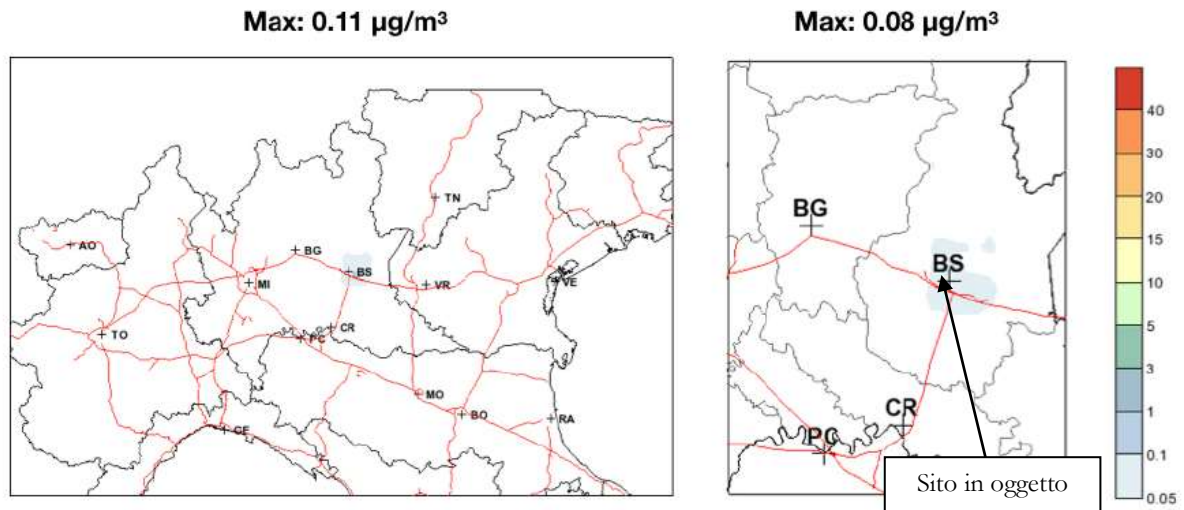 Max: 0.11 µg/m³
Max: 0.08 µg/m³
TN
AO
BG
BS
MI
VR
VE
TO
CR
PC
MO
BO
RA
GE
BG
BS
CR
PC
Sito in oggetto
40
30
20
15
10
5
3
1
0.1
0.05